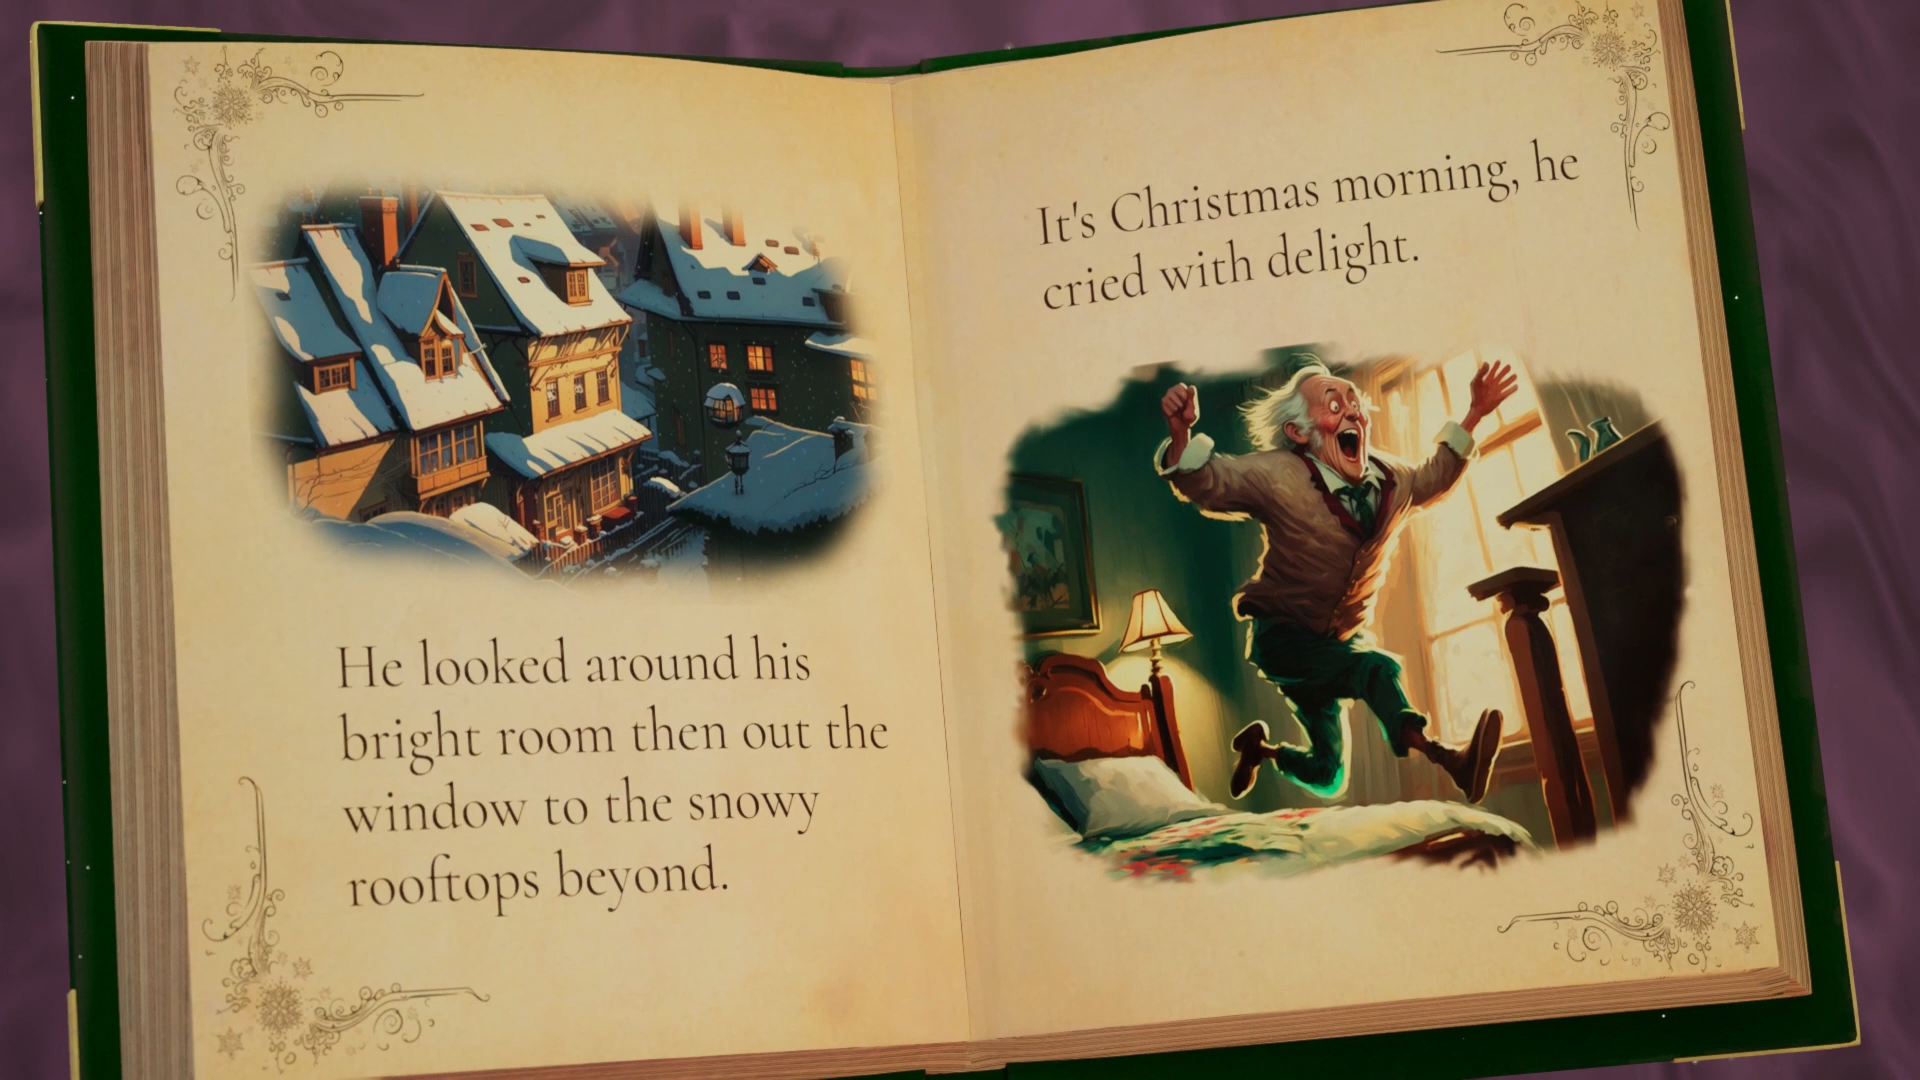 He looked around his
bright room then out the
window to the snowy
rooftops beyond.
It's Christmas morning, he
cried with delight.